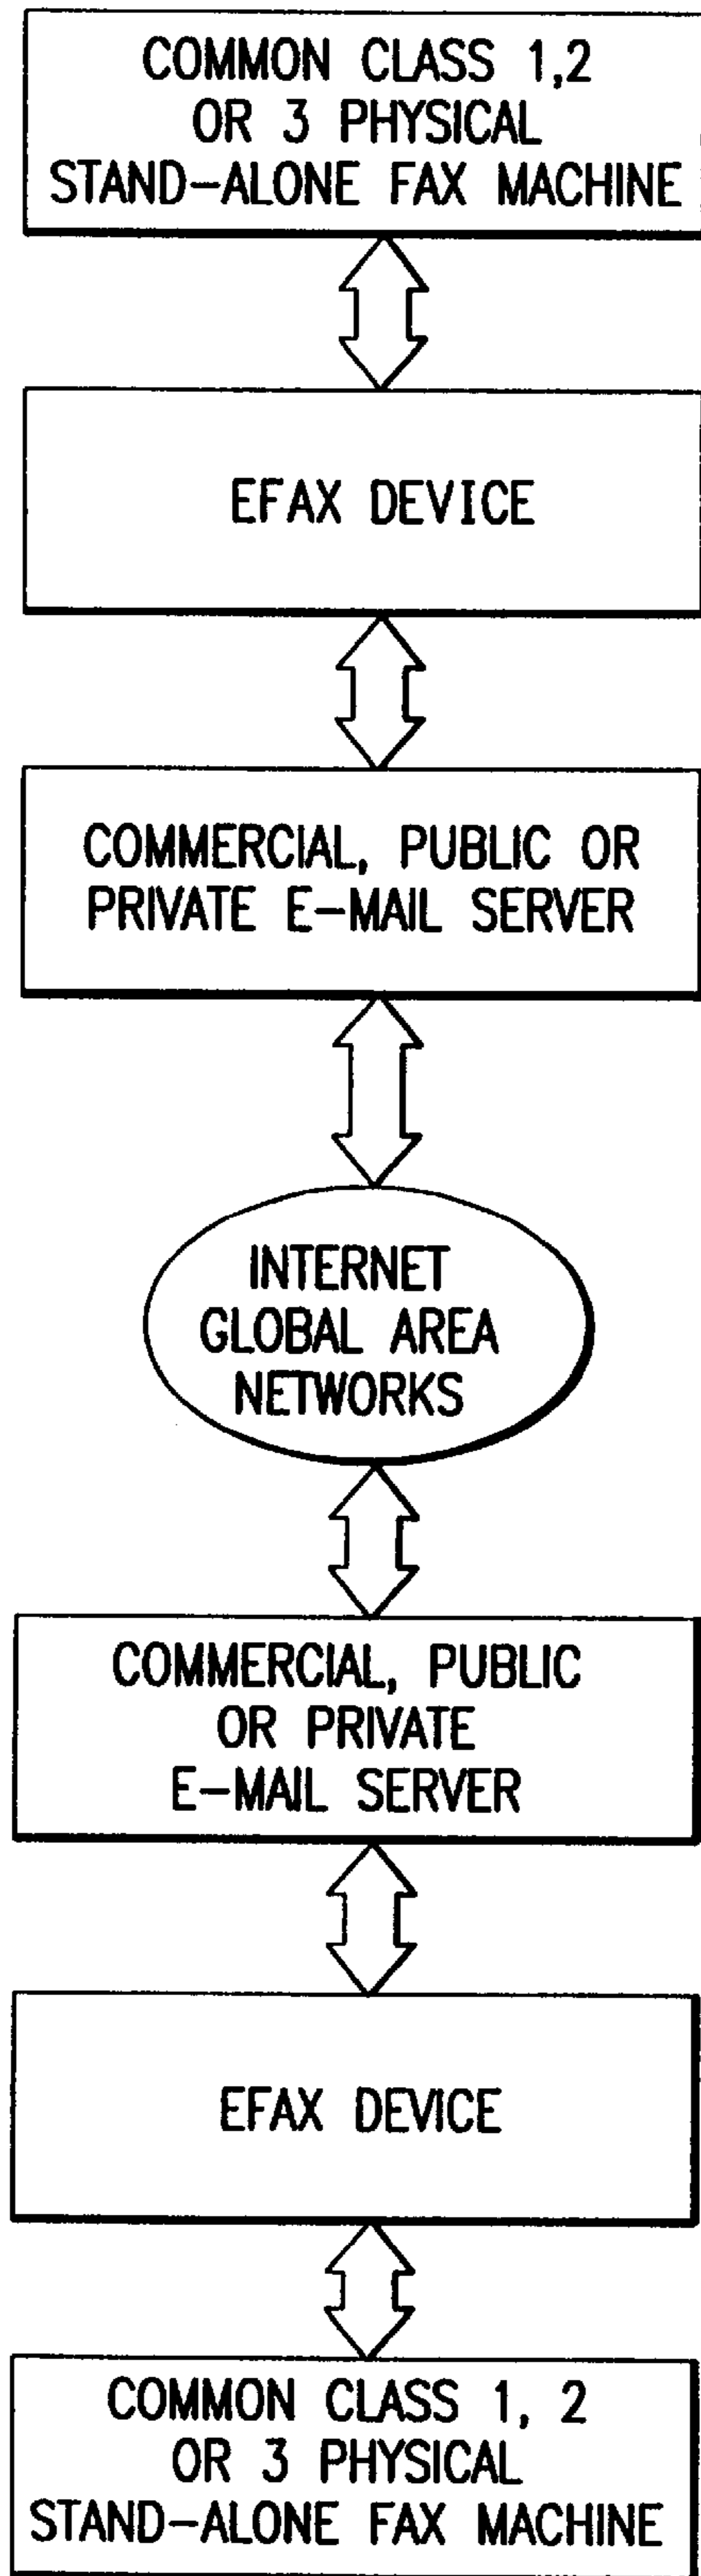 COMMON CLASS 1,2
OR 3 PHYSICAL
STAND-ALONE FAX MACHINE
EFAX DEVICE
COMMERCIAL, PUBLIC OR
PRIVATE E-MAIL SERVER
INTERNET
GLOBAL AREA
NETWORKS
COMMERCIAL, PUBLIC
OR PRIVATE
E-MAIL SERVER
EFAX DEVICE
COMMON CLASS 1, 2
OR 3 PHYSICAL
STAND-ALONE FAX MACHINE